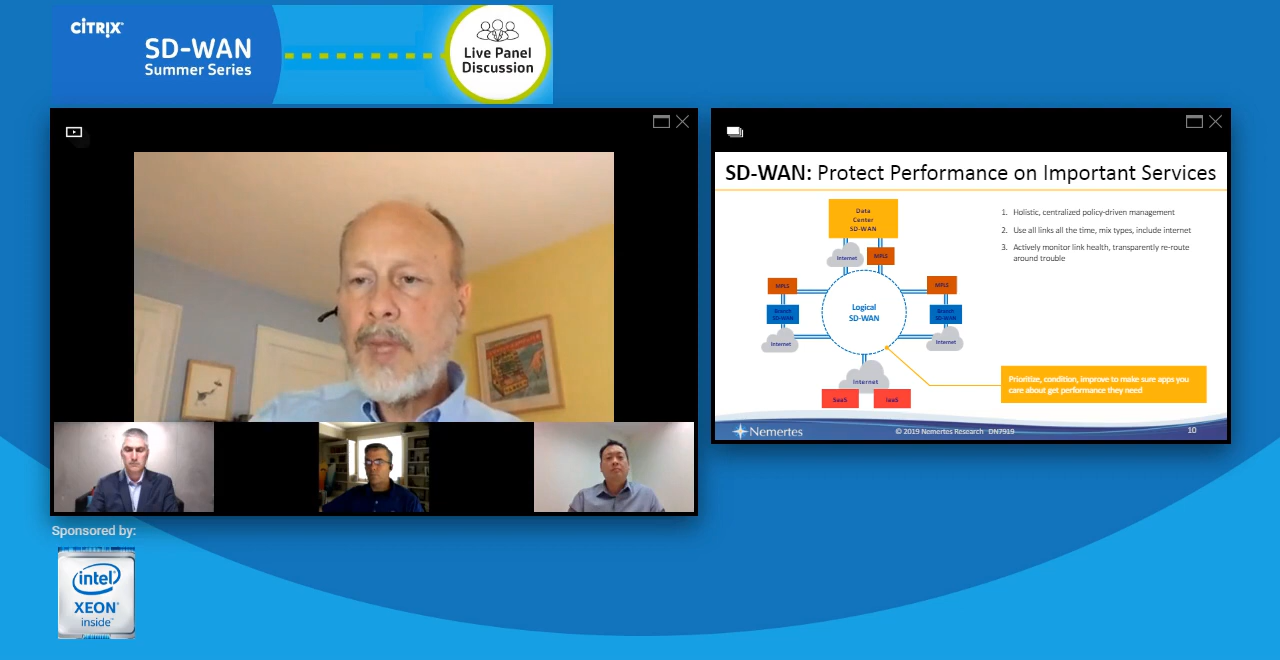 CITRIX
SD-WAN
Summer Series
Live Panel
Discussion
SD-WAN: Protect Performance on Important Services
Data
Center
SD-WAN
Internet
MPLS
MPLS
Branch
SD-WAN
Internet
Logical
SD-WAN
MPLS
Branch
SD-WAN
Internet
Internet
SaaS
IaaS
1. Holistic, centralized policy-driven management
2. Use all links all the time, mix types, include internet
3. Actively monitor link health, transparently re-route
around trouble
Prioritize, condition, improve to make sure apps you
care about get performance they need
Nemertes
© 2019 Nemertes Research DN7919
10
Sponsored by:
intel
XEON
inside